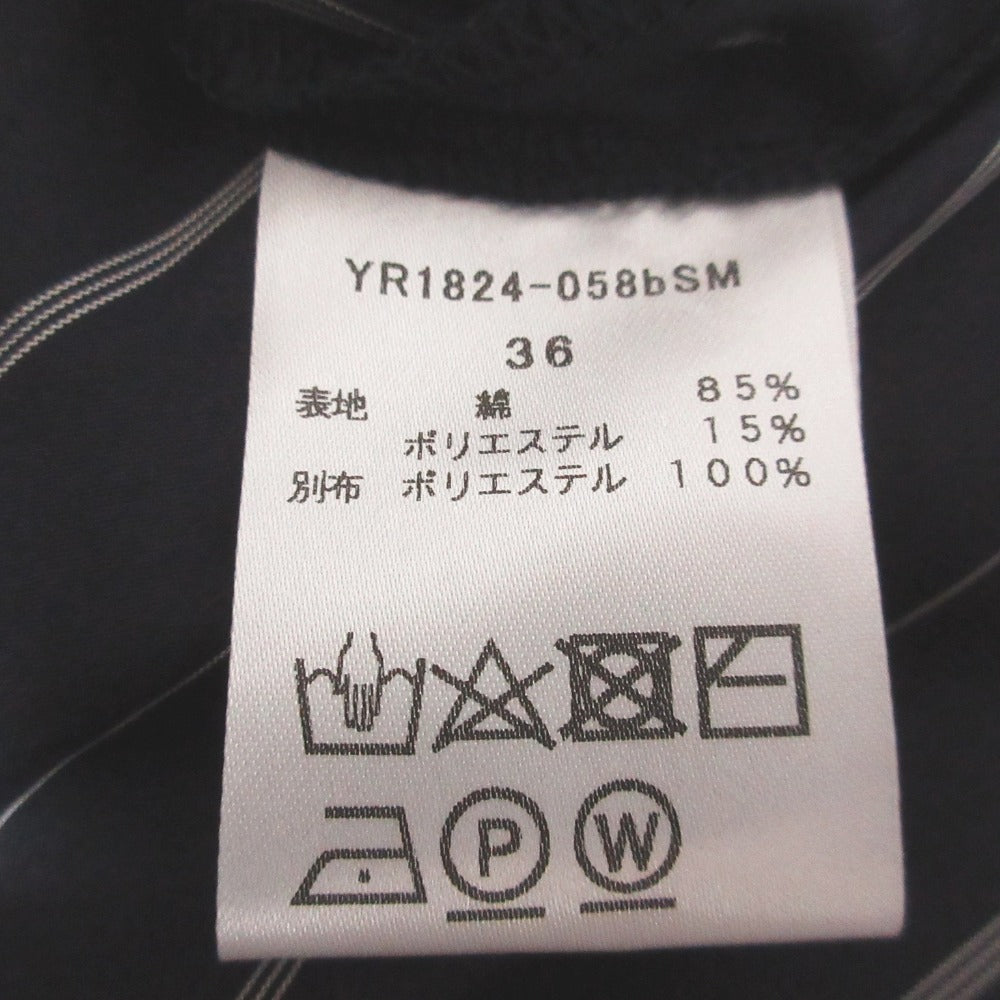 YR1824-058bSM
36
表地 綿 85%
ポリエステル 15%
別布 ポリエステル 100%
P W